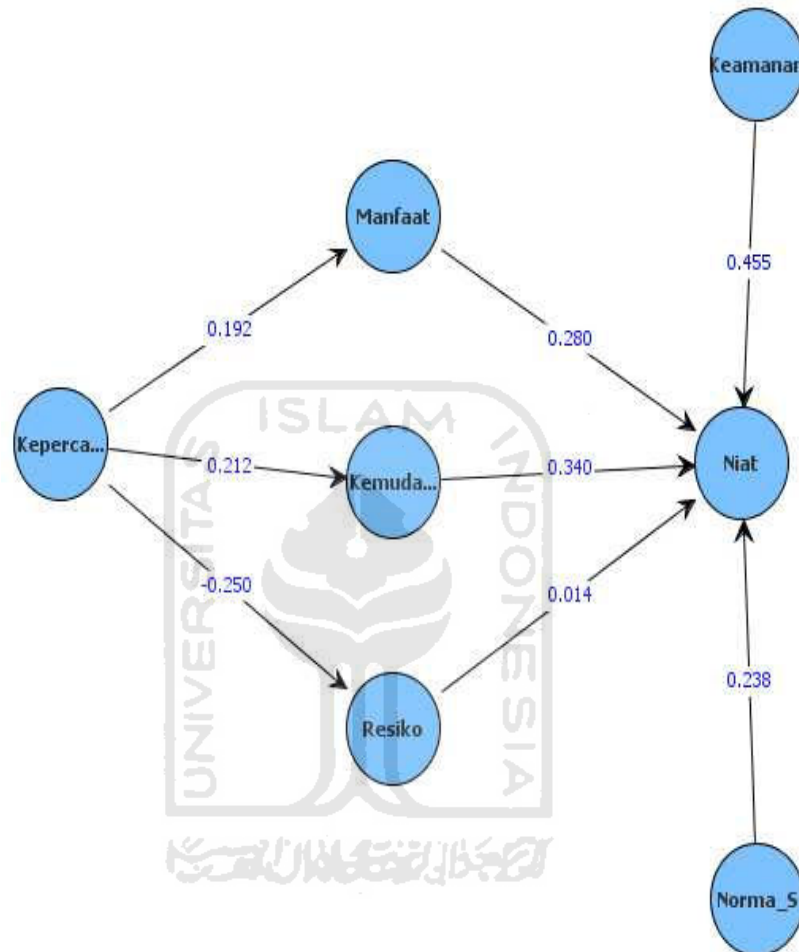 Keamanan
Manfaat
0.192
0.280
0.455
Keperca...
0.212
Kemuda...
0.340
Niat
-0.250
0.014
Resiko
0.238
Norma_S
UNIVERSITAS ISLAM INDONESIA